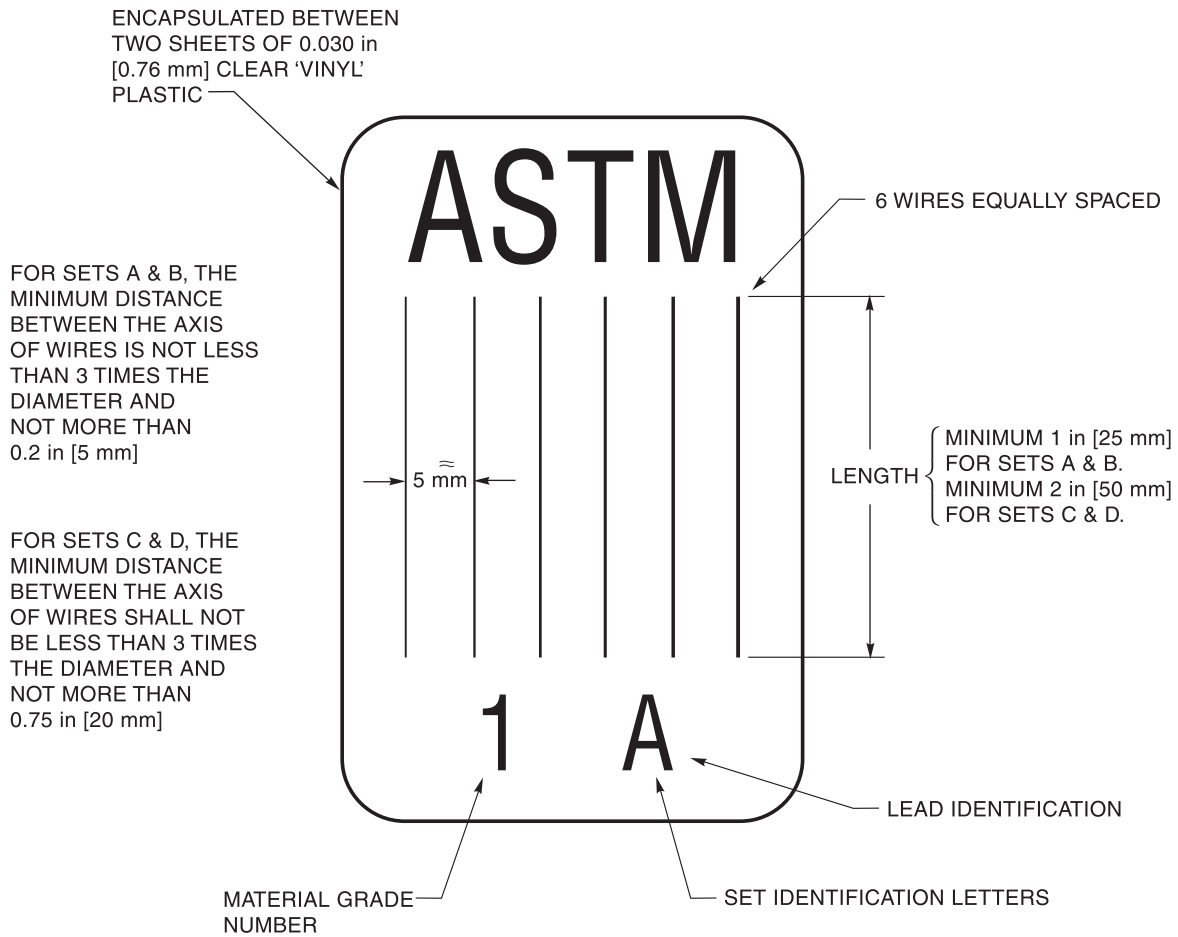 ENCAPSULATED BETWEEN
TWO SHEETS OF 0.030 in
[0.76 mm] CLEAR ‘VINYL’
PLASTIC
ASTM
6 WIRES EQUALLY SPACED
FOR SETS A & B, THE
MINIMUM DISTANCE
BETWEEN THE AXIS
OF WIRES IS NOT LESS
THAN 3 TIMES THE
DIAMETER AND
NOT MORE THAN
0.2 in [5 mm]
≈
5 mm
LENGTH
MINIMUM 1 in [25 mm]
FOR SETS A & B.
MINIMUM 2 in [50 mm]
FOR SETS C & D.
FOR SETS C & D, THE
MINIMUM DISTANCE
BETWEEN THE AXIS
OF WIRES SHALL NOT
BE LESS THAN 3 TIMES
THE DIAMETER AND
NOT MORE THAN
0.75 in [20 mm]
1 A
LEAD IDENTIFICATION
SET IDENTIFICATION LETTERS
MATERIAL GRADE
NUMBER